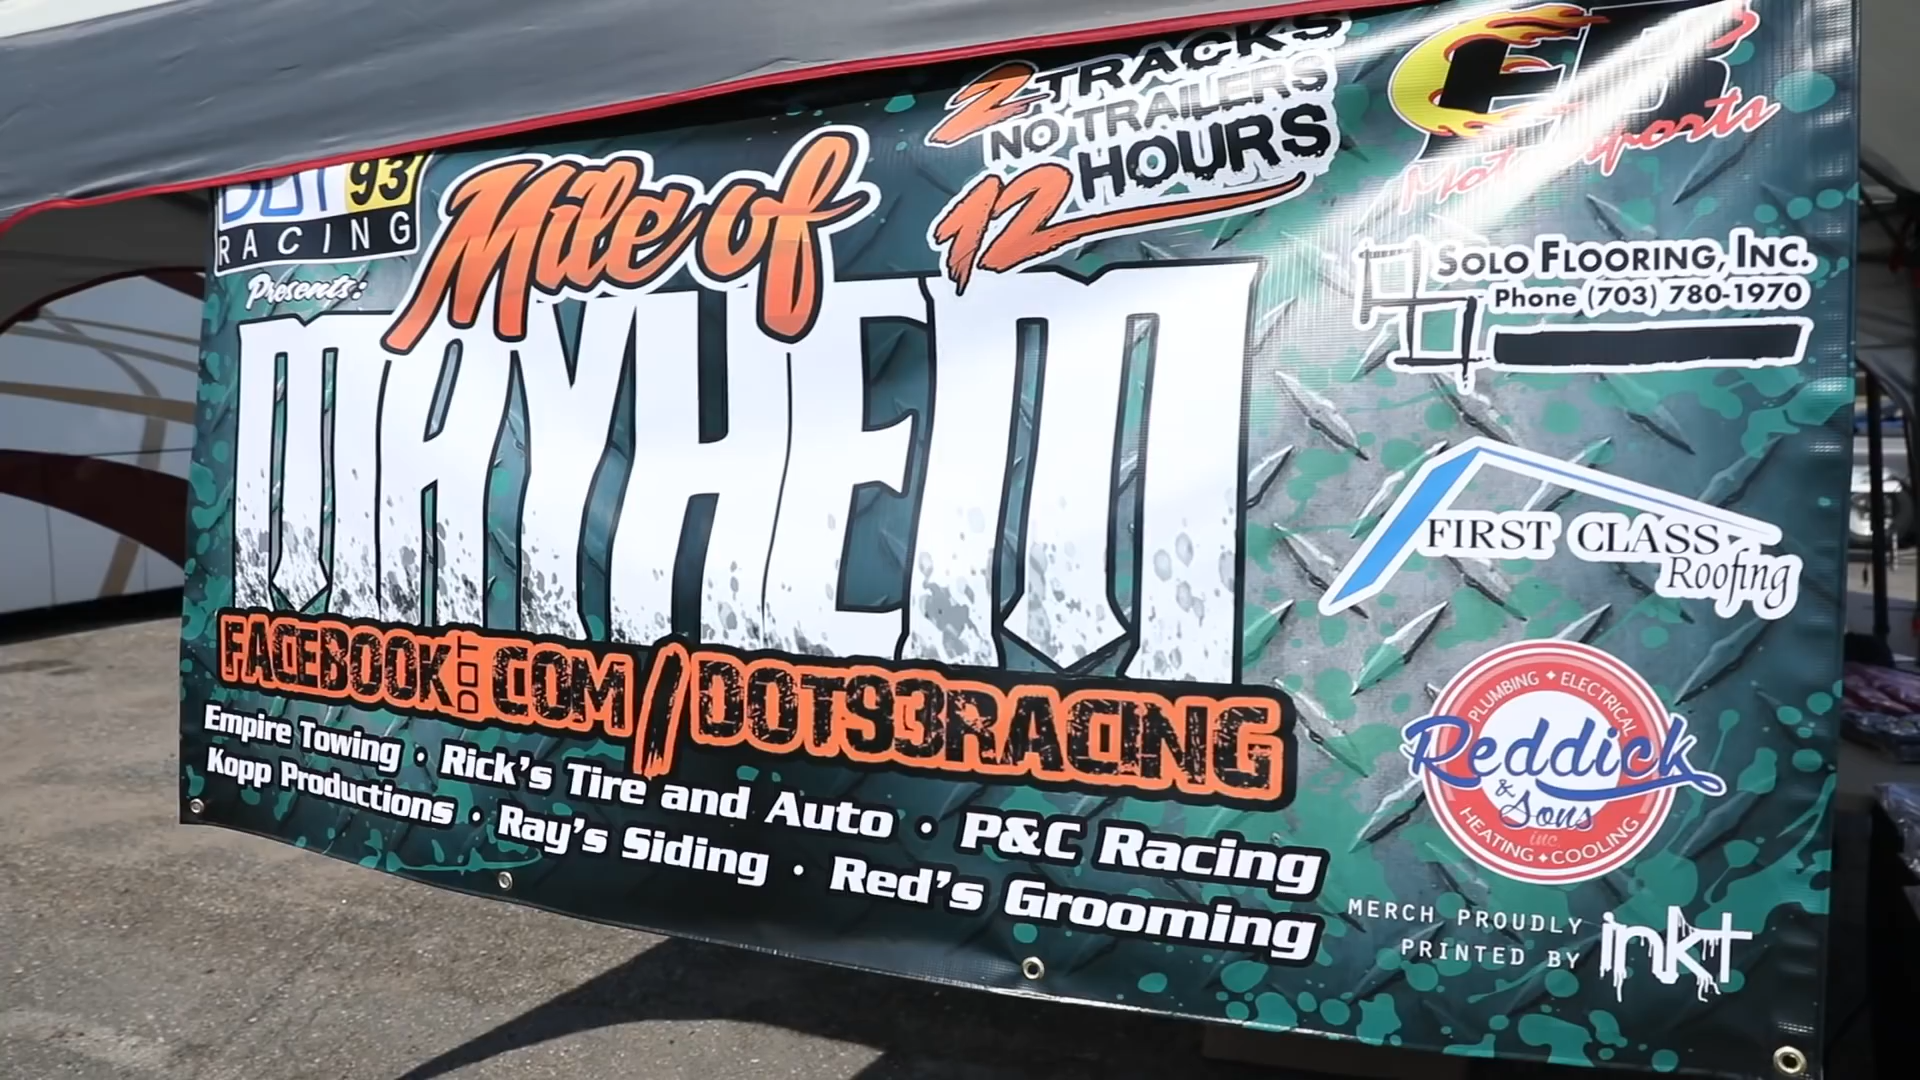 DOT 93
RACING
Presents:
Mile of
MAYHEM
2 TRACKS
NO TRAILERS
12 HOURS
FACEBOOK DOT COM/DOT93RACING
Empire Towing · Rick's Tire and Auto · P&C Racing
Kopp Productions · Ray's Siding · Red's Grooming
Motorsports
SOLO FLOORING, INC.
Phone (703) 780-1970
FIRST CLASS
Roofing
PLUMBING ✦ ELECTRICAL
Reddick
& Sons
inc.
HEATING ✦ COOLING
MERCH PROUDLY
PRINTED BY
inkt